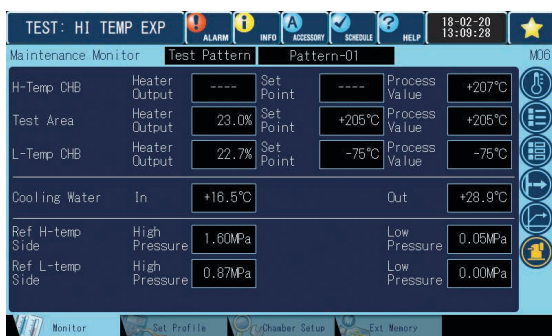 TEST: HI TEMP EXP
ALARM
INFO
ACCESSORY
SCHEDULE
HELP
18-02-20
13:09:28
Maintenance Monitor
Test Pattern
Pattern-01
M06
H-Temp CHB
Heater
Output
----
Set
Point
----
Process
Value
+207°C
Test Area
Heater
Output
23.0%
Set
Point
+205°C
Process
Value
+205°C
L-Temp CHB
Heater
Output
22.7%
Set
Point
-75°C
Process
Value
-75°C
Cooling Water
In
+16.5°C
Out
+28.9°C
Ref H-temp
Side
High
Pressure
1.60MPa
Low
Pressure
0.05MPa
Ref L-temp
Side
High
Pressure
0.87MPa
Low
Pressure
0.00MPa
Monitor
Set Profile
Chamber Setup
Ext Memory